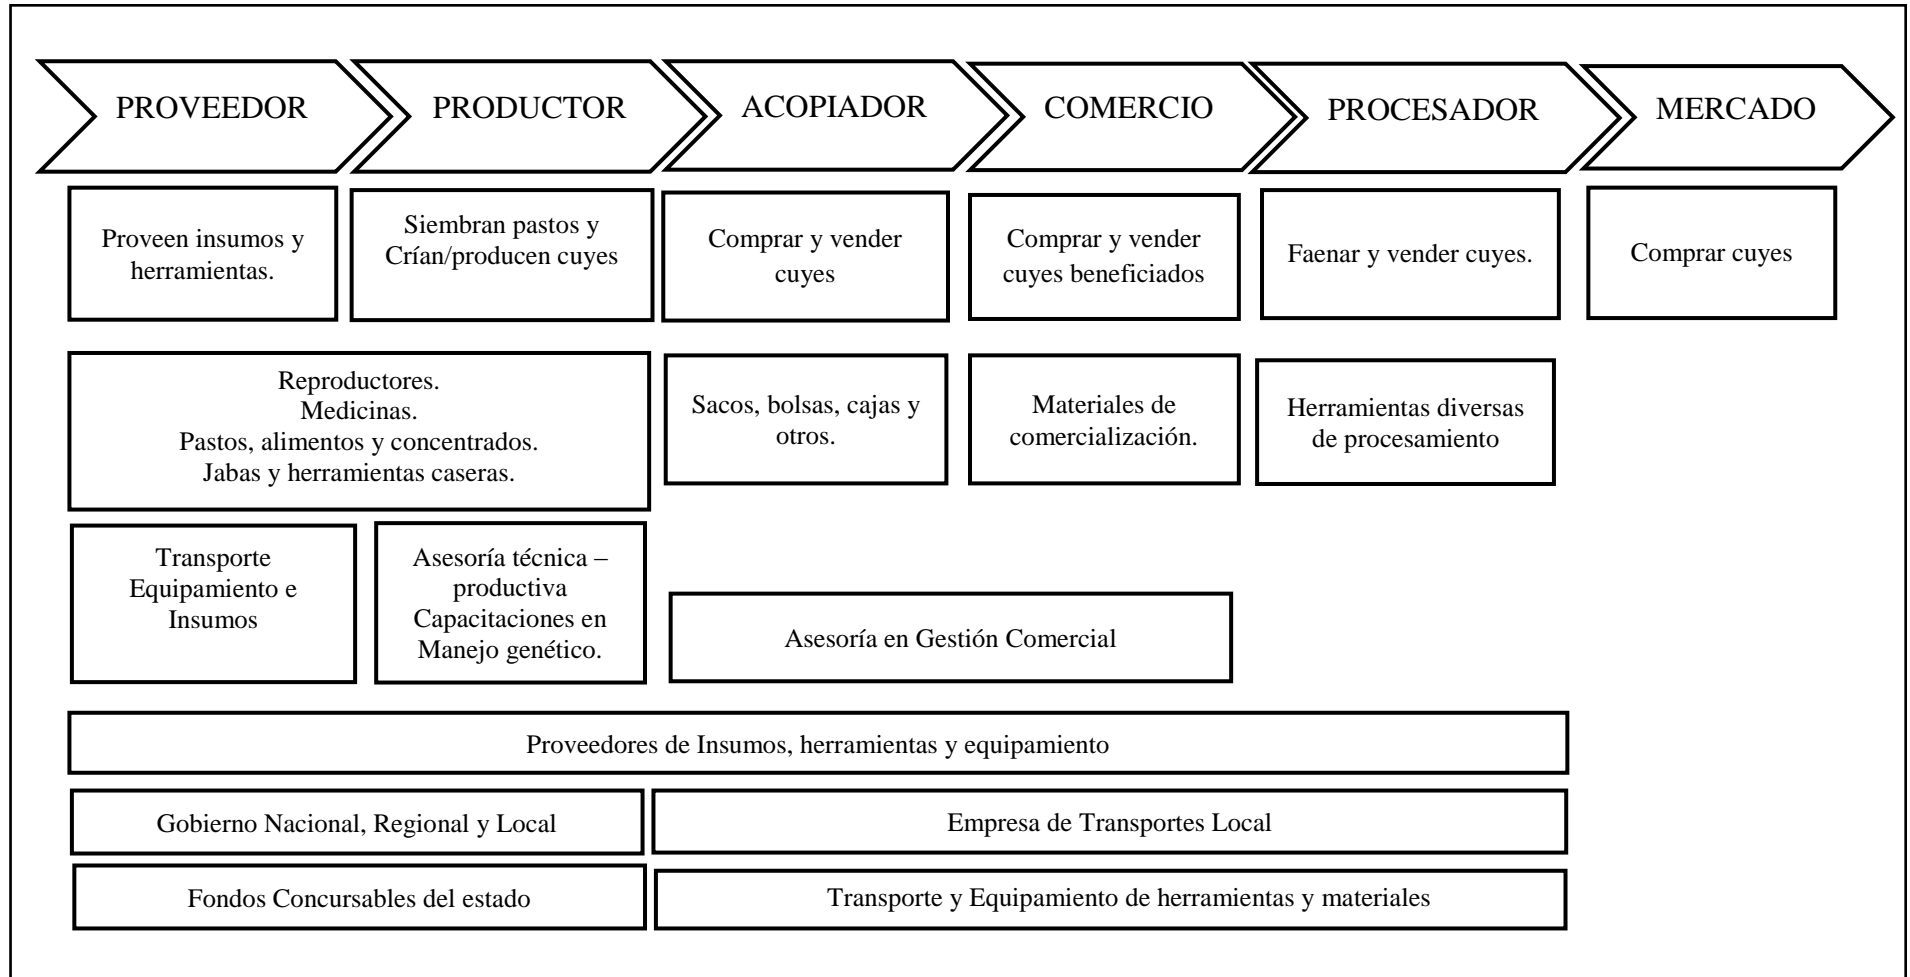 PROVEEDOR
PRODUCTOR
ACOPIADOR
COMERCIO
PROCESADOR
MERCADO
Proveen insumos y
herramientas.
Siembran pastos y
Crían/producen cuyes
Comprar y vender
cuyes
Comprar y vender
cuyes beneficiados
Faenar y vender cuyes.
Comprar cuyes
Reproductores.
Medicinas.
Pastos, alimentos y concentrados.
Jabas y herramientas caseras.
Sacos, bolsas, cajas y
otros.
Materiales de
comercialización.
Herramientas diversas
de procesamiento
Transporte
Equipamiento e
Insumos
Asesoría técnica –
productiva
Capacitaciones en
Manejo genético.
Asesoría en Gestión Comercial
Proveedores de Insumos, herramientas y equipamiento
Gobierno Nacional, Regional y Local
Empresa de Transportes Local
Fondos Concursables del estado
Transporte y Equipamiento de herramientas y materiales